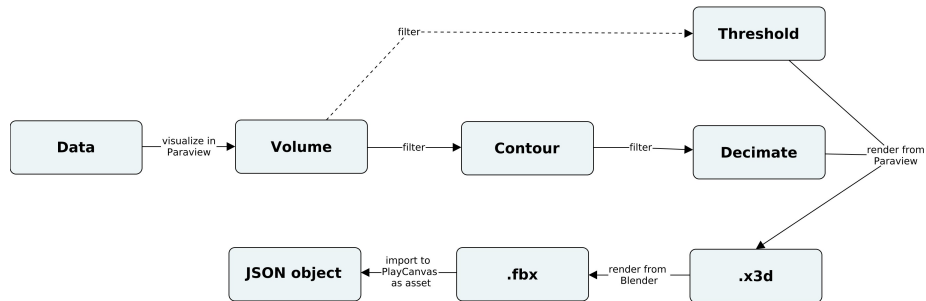 filter
Threshold
Data
visualize in
Paraview
Volume
filter
Contour
filter
Decimate
render from
Paraview
JSON object
import to
PlayCanvas
as asset
.fbx
render from
Blender
.x3d